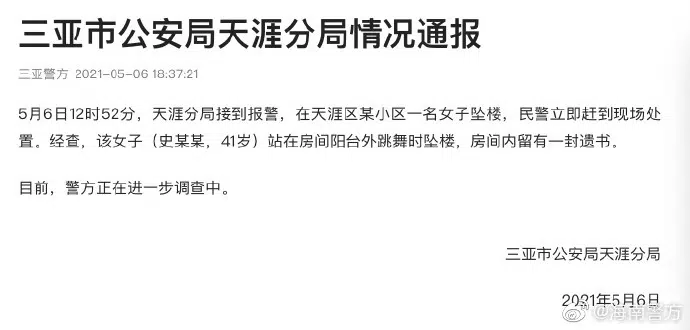 三亚市公安局天涯分局情况通报
三亚警方 2021-05-06 18:37:21
5月6日12时52分，天涯分局接到报警，在天涯区某小区一名女子坠楼，民警立即赶到现场处
置。经查，该女子（史某某，41岁）站在房间阳台外跳舞时坠楼，房间内留有一封遗书。
目前，警方正在进一步调查中。
三亚市公安局天涯分局
2021年5月6日
@海南警方